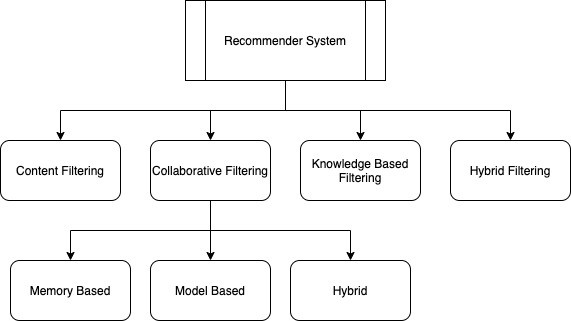 Recommender System
Content Filtering
Collaborative Filtering
Knowledge Based
Filtering
Hybrid Filtering
Memory Based
Model Based
Hybrid